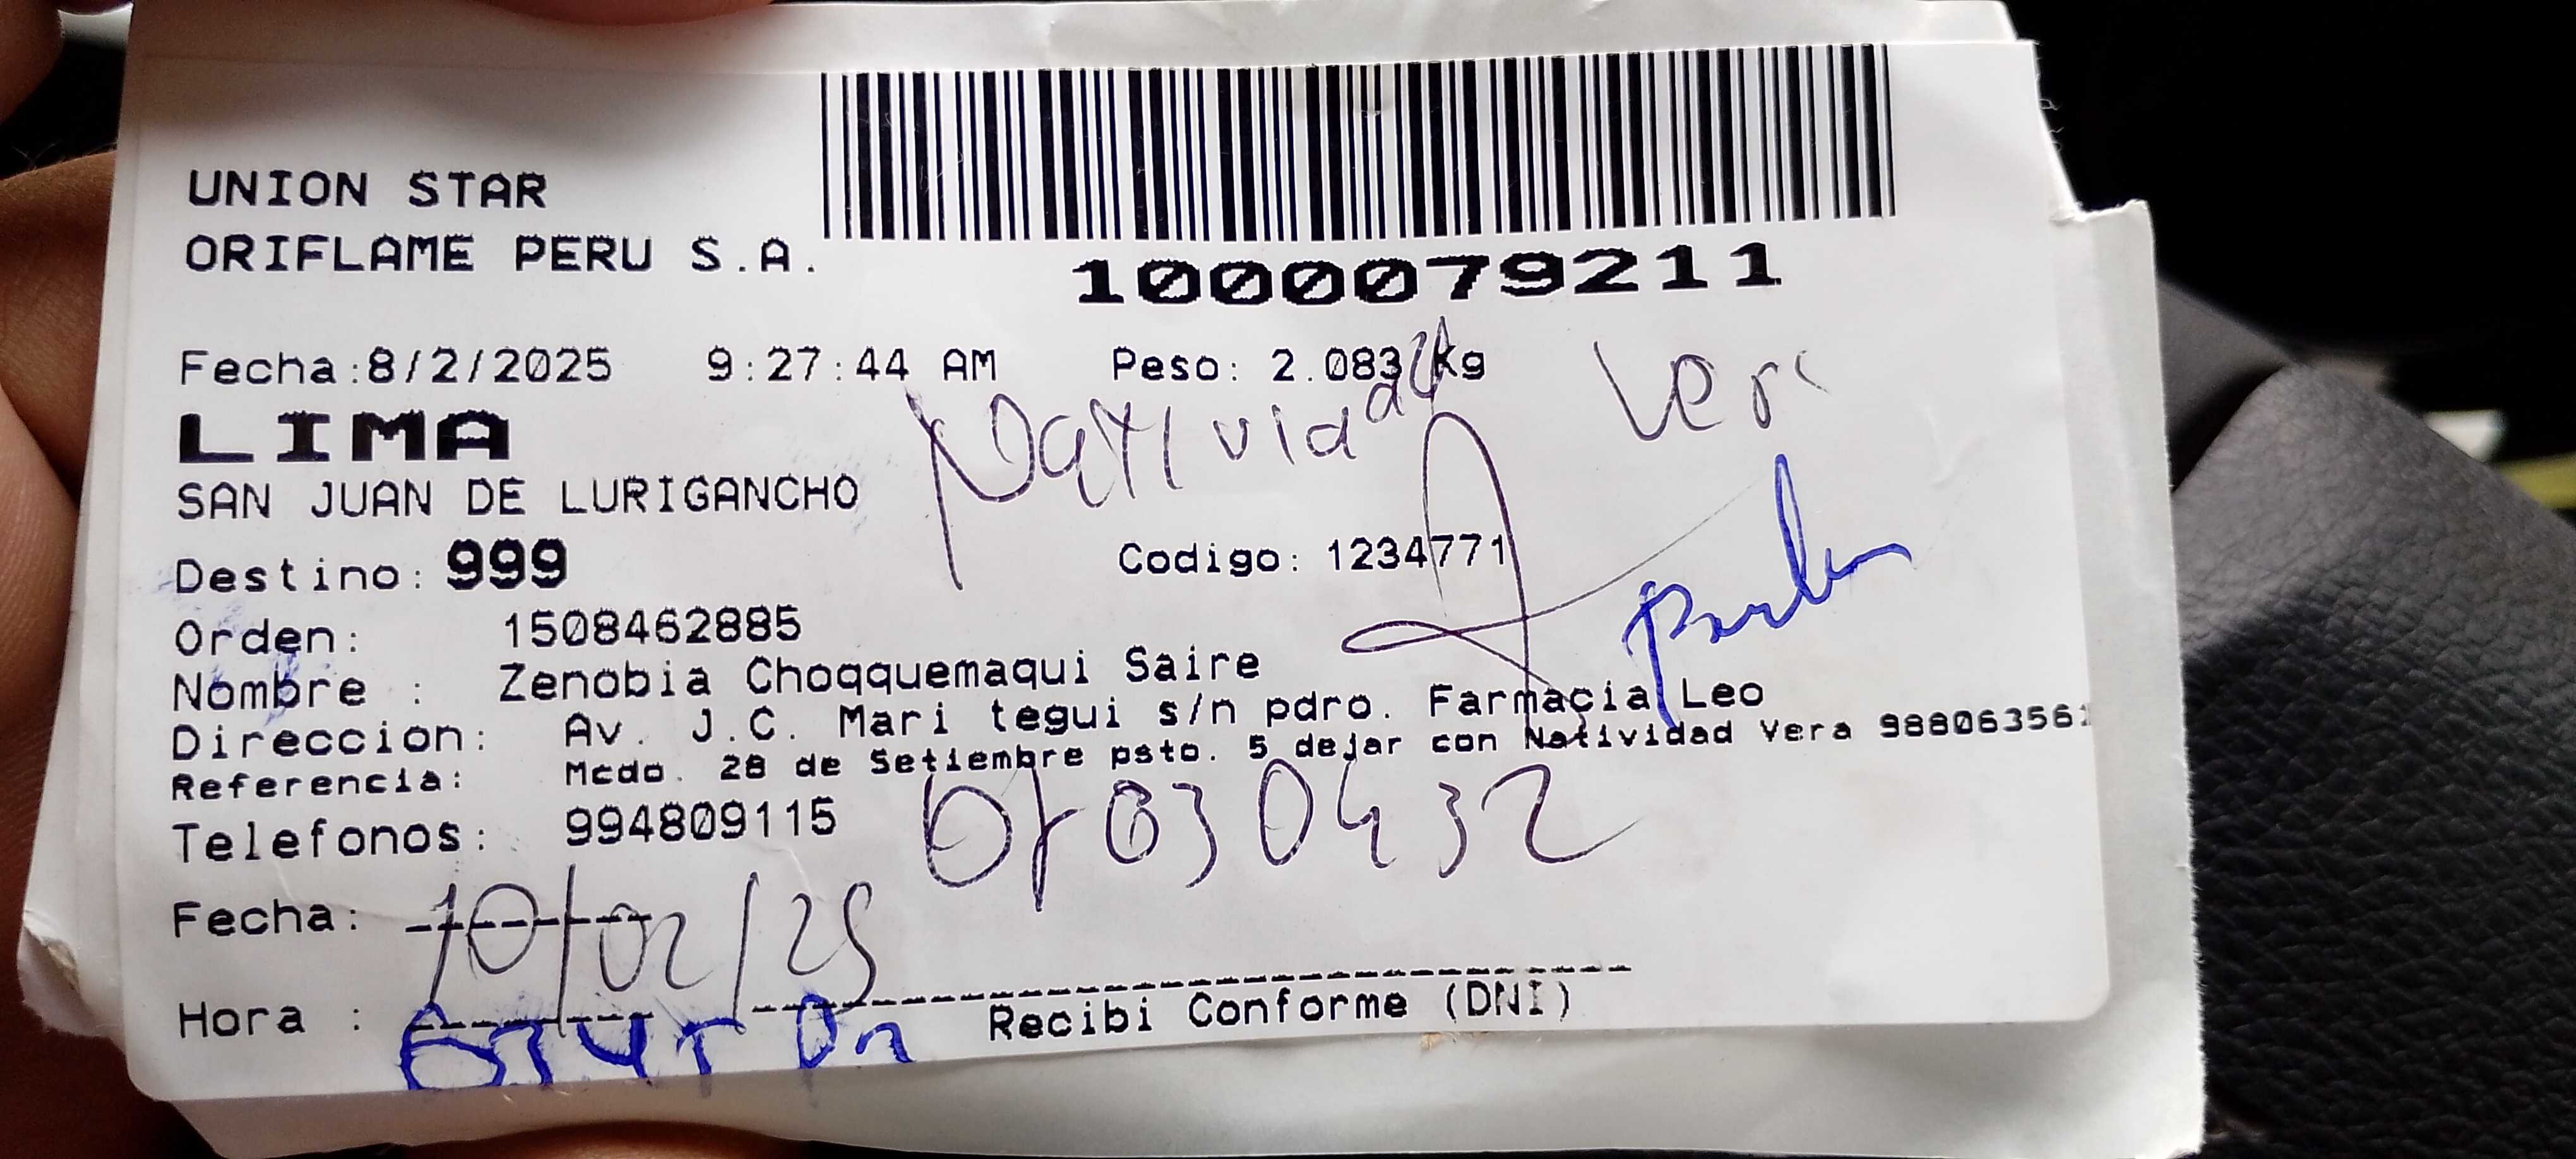 UNION STAR
ORIFLAME PERU S.A.
1000079211
Fecha:8/2/2025 9:27:44 AM Peso: 2.083 Kg
LIMA
Natividad Vera
SAN JUAN DE LURIGANCHO
Destino: 999 Codigo: 1234771
Orden: 1508462885
Nombre : Zenobia Choqquemaqui Saire
Direccion: Av. J.C. Mari tegui s/n pdro. Farmacia Leo
Referencia: Mcdo. 28 de Setiembre psto. 5 dejar con Natividad Vera 988063561
Telefonos: 994809115
Fecha: 10/02/25
Hora :
Recibi Conforme (DNI)